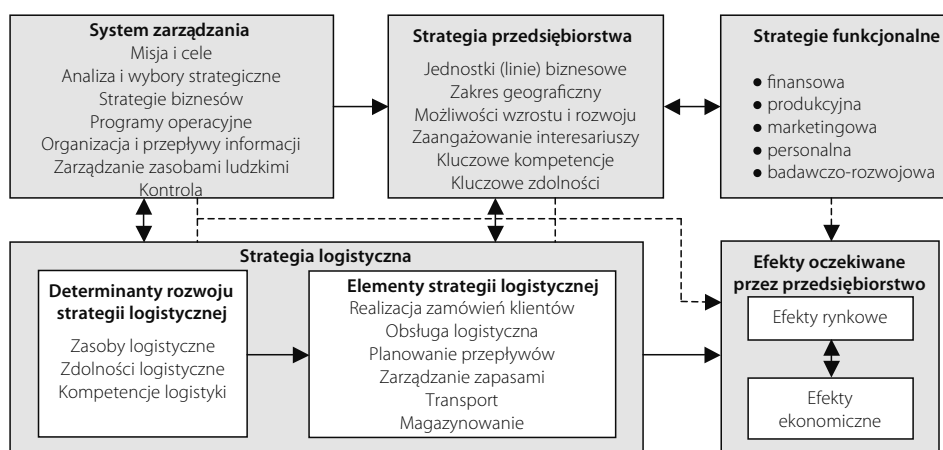 System zarządzania
Misja i cele
Analiza i wybory strategiczne
Strategie biznesów
Programy operacyjne
Organizacja i przepływy informacji
Zarządzanie zasobami ludzkimi
Kontrola
Strategia przedsiębiorstwa
Jednostki (linie) biznesowe
Zakres geograficzny
Możliwości wzrostu i rozwoju
Zaangażowanie interesariuszy
Kluczowe kompetencje
Kluczowe zdolności
Strategie funkcjonalne
● finansowa
● produkcyjna
● marketingowa
● personalna
● badawczo-rozwojowa
Strategia logistyczna
Determinanty rozwoju
strategii logistycznej
Zasoby logistyczne
Zdolności logistyczne
Kompetencje logistyki
Elementy strategii logistycznej
Realizacja zamówień klientów
Obsługa logistyczna
Planowanie przepływów
Zarządzanie zapasami
Transport
Magazynowanie
Efekty oczekiwane
przez przedsiębiorstwo
Efekty rynkowe
Efekty
ekonomiczne